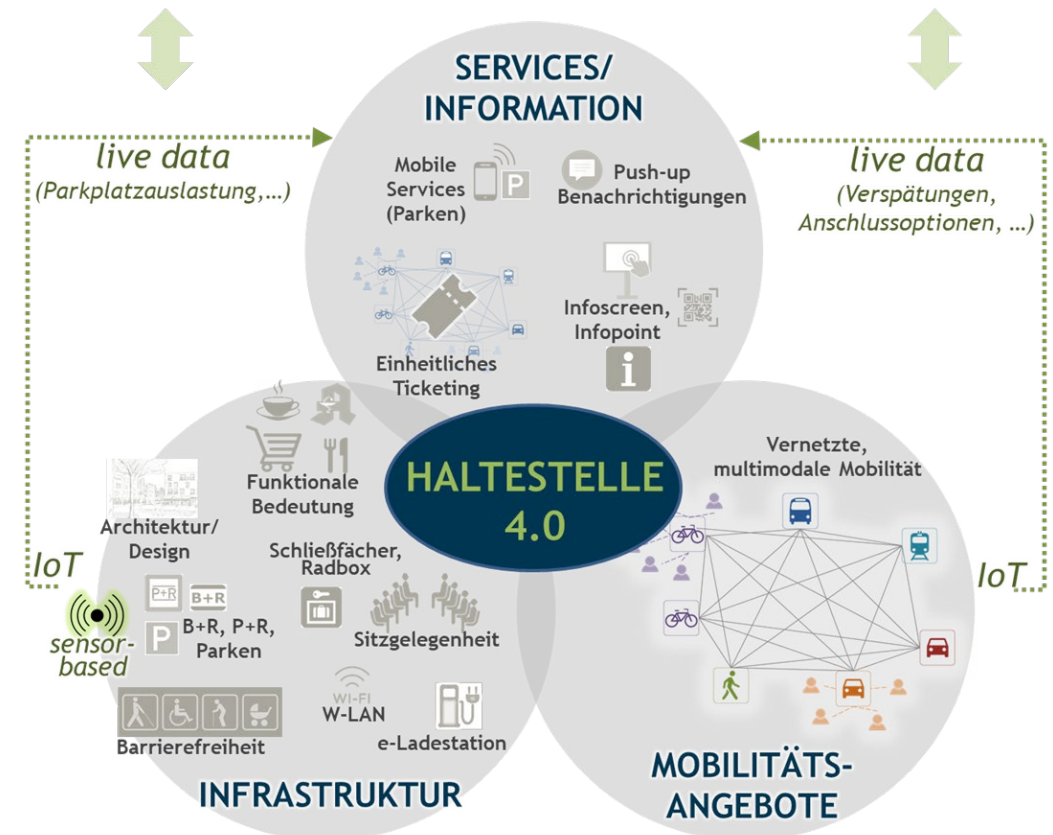 SERVICES/
INFORMATION
live data
(Parkplatzauslastung,...)
live data
(Verspätungen,
Anschlussoptionen, ...)
Mobile
Services
(Parken)
P
Push-up
Benachrichtigungen
Einheitliches
Ticketing
Infoscreen,
Infopoint
i
HALTESTELLE
4.0
Funktionale
Bedeutung
Architektur/
Design
Schließfächer,
Radbox
IoT
sensor-
based
P+R
B+R
P
B+R, P+R,
Parken
Sitzgelegenheit
WI-FI
W-LAN
e-Ladestation
Barrierefreiheit
INFRASTRUKTUR
Vernetzte,
multimodale Mobilität
IoT
MOBILITÄTS-
ANGEBOTE